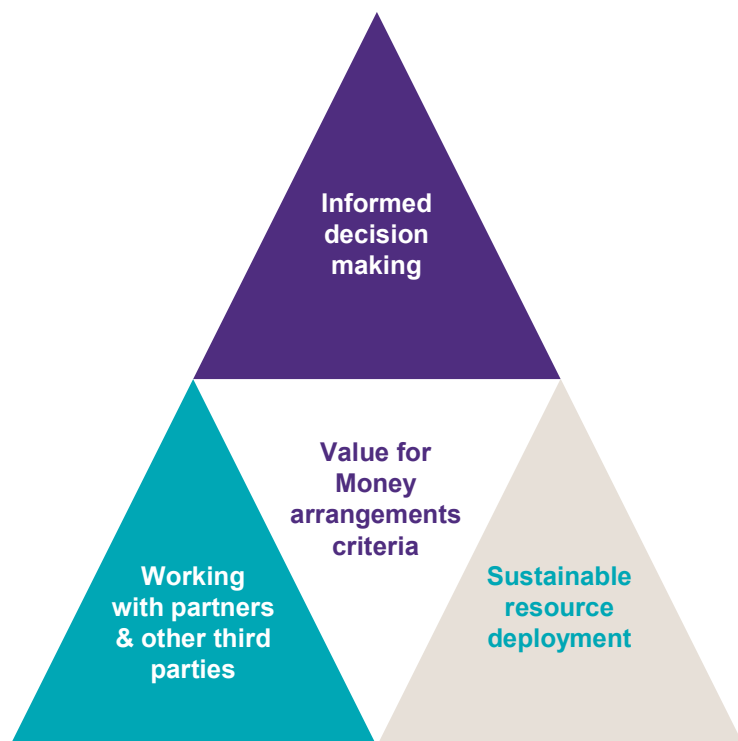 Informed
decision
making
Value for
Money
arrangements
criteria
Working
with partners
& other third
parties
Sustainable
resource
deployment